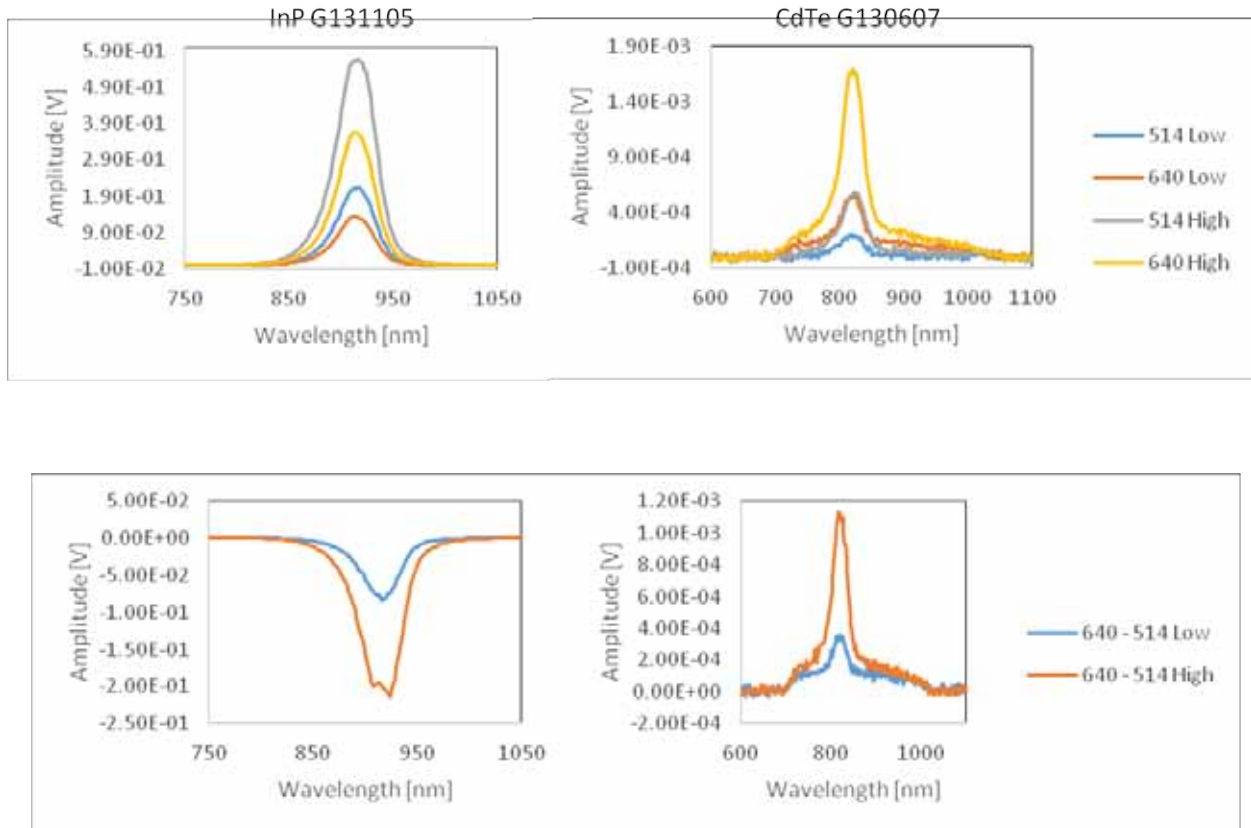 InP G131105
5.90E-01
4.90E-01
3.90E-01
2.90E-01
1.90E-01
9.00E-02
-1.00E-02
Amplitude [V]
750 850 950 1050
Wavelength [nm]
CdTe G130607
1.90E-03
1.40E-03
9.00E-04
4.00E-04
-1.00E-04
Amplitude [V]
600 700 800 900 1000 1100
Wavelength [nm]
514 Low
640 Low
514 High
640 High
5.00E-02
0.00E+00
-5.00E-02
-1.00E-01
-1.50E-01
-2.00E-01
-2.50E-01
Amplitude [V]
750 850 950 1050
Wavelength [nm]
1.20E-03
1.00E-03
8.00E-04
6.00E-04
4.00E-04
2.00E-04
0.00E+00
-2.00E-04
Amplitude [V]
600 800 1000
Wavelength [nm]
640 - 514 Low
640 - 514 High